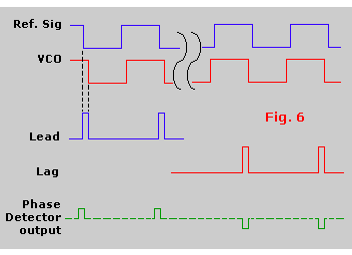 Ref. Sig
VCO
Fig. 6
Lead
Lag
Phase
Detector
output